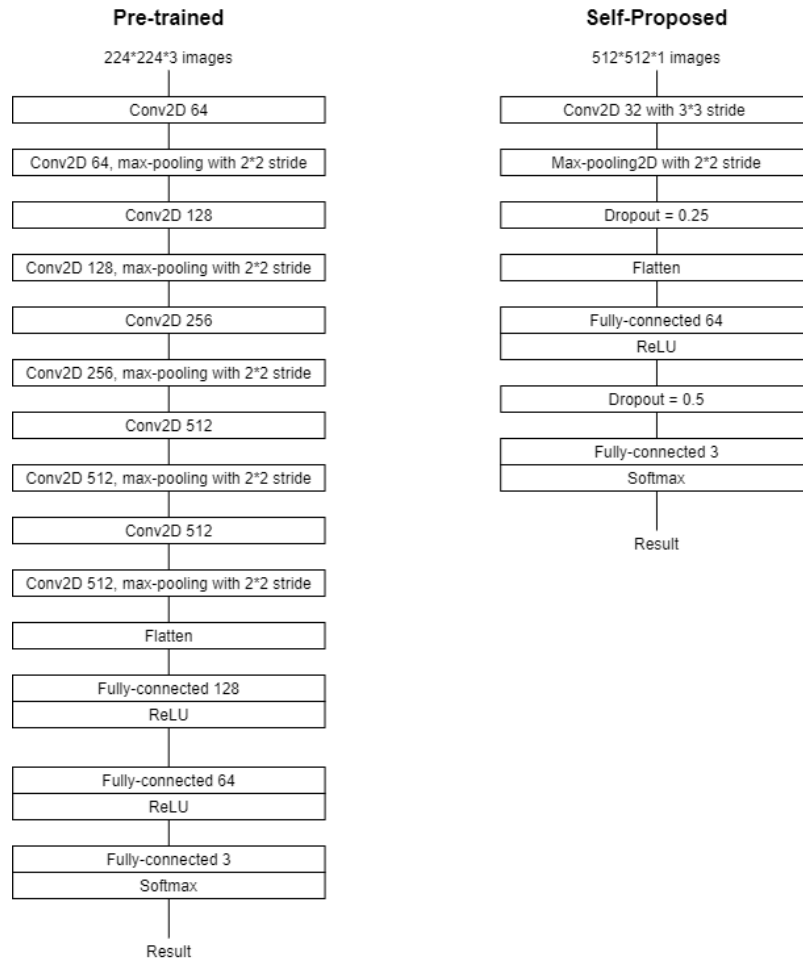 Pre-trained
224*224*3 images
Conv2D 64
Conv2D 64, max-pooling with 2*2 stride
Conv2D 128
Conv2D 128, max-pooling with 2*2 stride
Conv2D 256
Conv2D 256, max-pooling with 2*2 stride
Conv2D 512
Conv2D 512, max-pooling with 2*2 stride
Conv2D 512
Conv2D 512, max-pooling with 2*2 stride
Flatten
Fully-connected 128
ReLU
Fully-connected 64
ReLU
Fully-connected 3
Softmax
Result
Self-Proposed
512*512*1 images
Conv2D 32 with 3*3 stride
Max-pooling2D with 2*2 stride
Dropout = 0.25
Flatten
Fully-connected 64
ReLU
Dropout = 0.5
Fully-connected 3
Softmax
Result